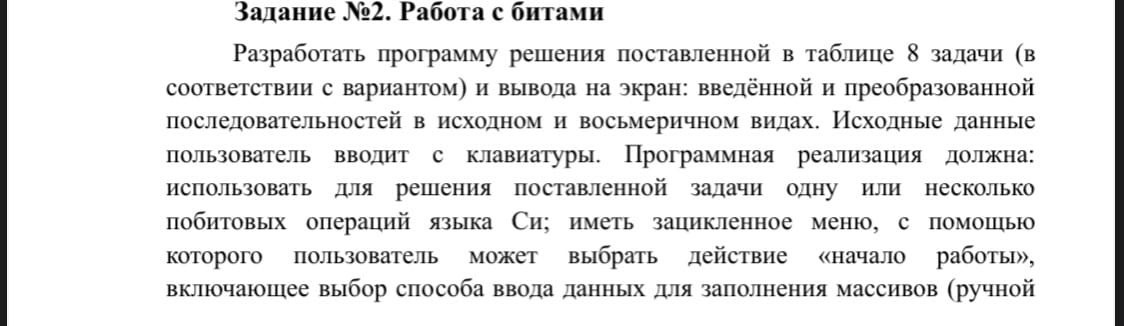 Задание №2. Работа с битами
Разработать программу решения поставленной в таблице 8 задачи (в
соответствии с вариантом) и вывода на экран: введённой и преобразованной
последовательностей в исходном и восьмеричном видах. Исходные данные
пользователь вводит с клавиатуры. Программная реализация должна:
использовать для решения поставленной задачи одну или несколько
побитовых операций языка Си; иметь зацикленное меню, с помощью
которого пользователь может выбрать действие «начало работы»,
включающее выбор способа ввода данных для заполнения массивов (ручной